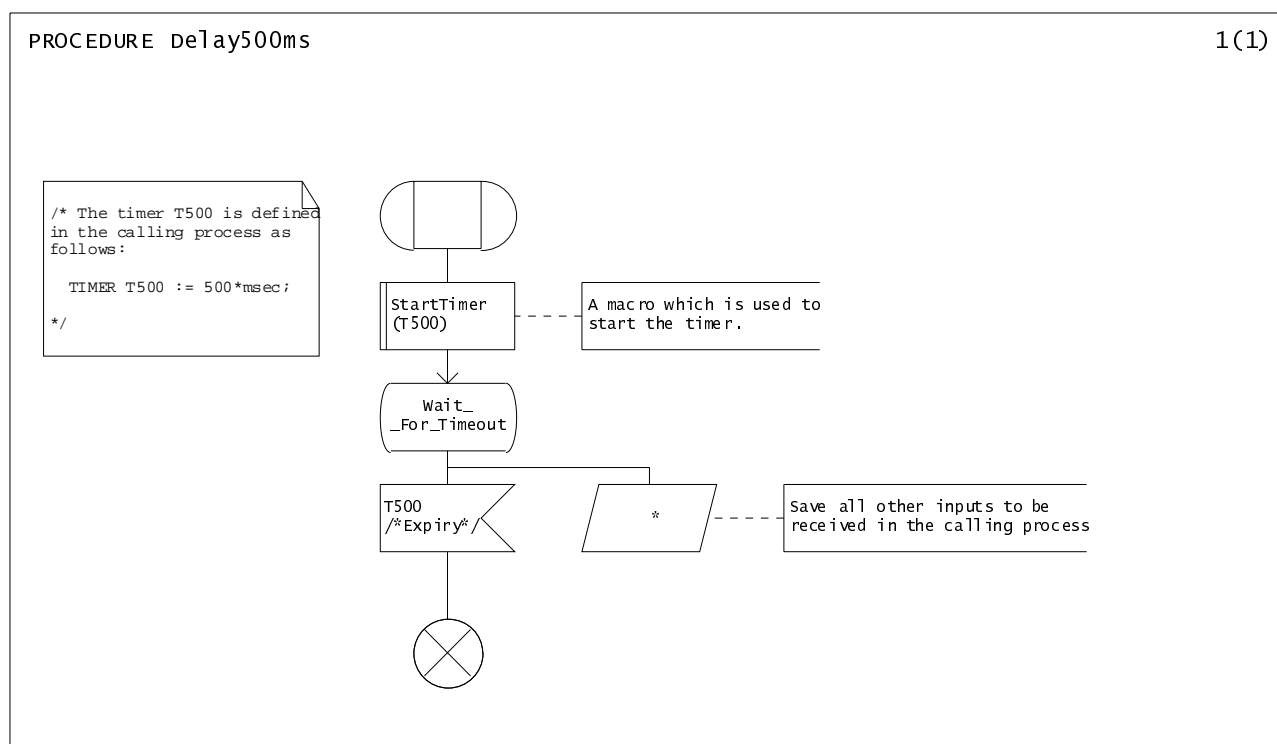 PROCEDURE Delay500ms
1(1)
/* The timer T500 is defined
in the calling process as
follows:
TIMER T500 := 500*msec;
*/
StartTimer
(T500)
A macro which is used to
start the timer.
Wait_
_For_Timeout
T500
/*Expiry*/
*
Save all other inputs to be
received in the calling process